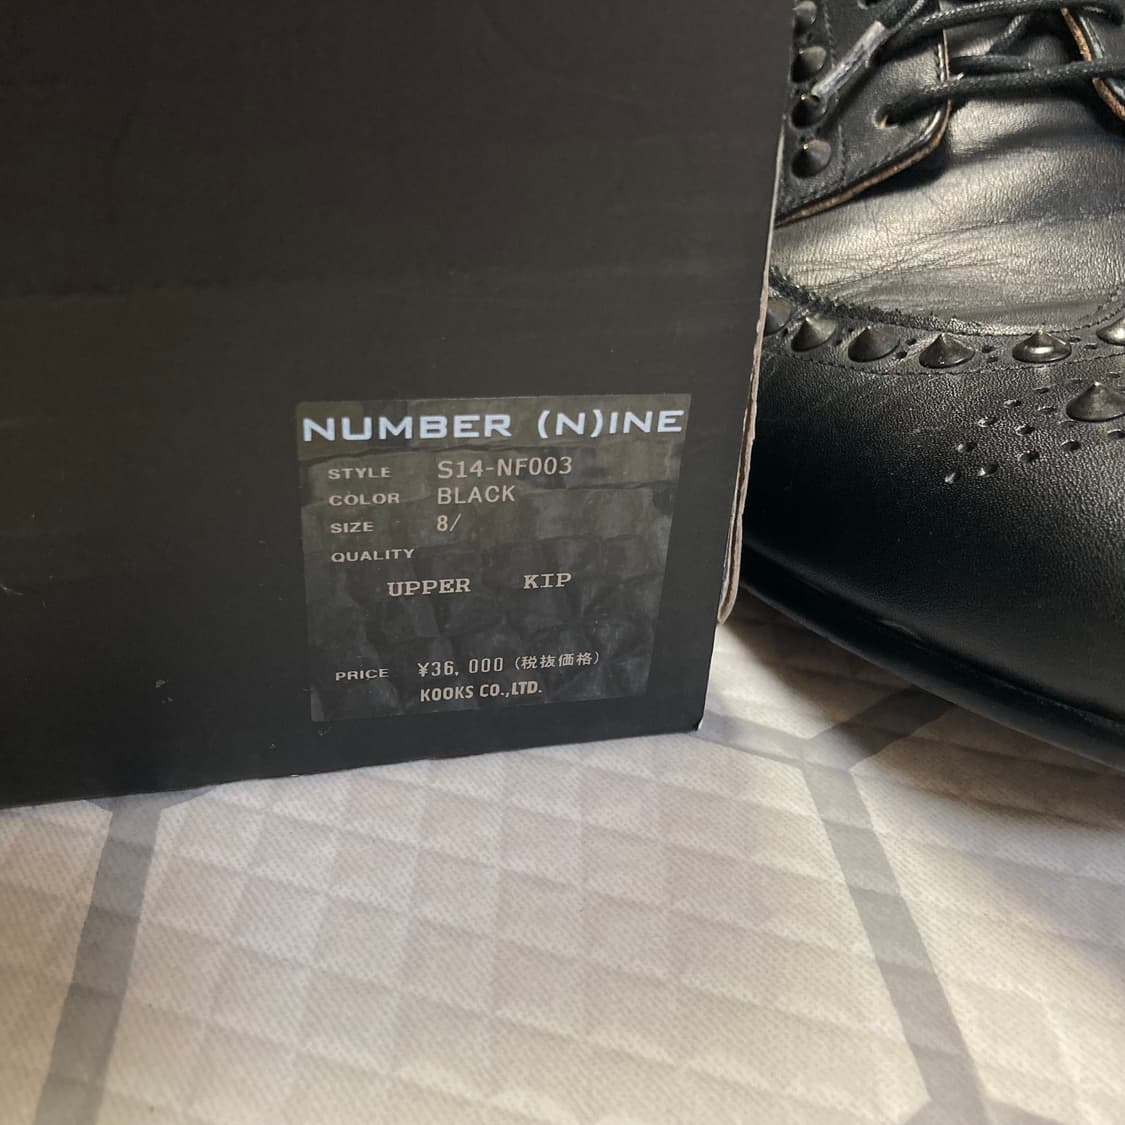 NUMBER (N)INE
STYLE S14-NF003
COLOR BLACK
SIZE 8/
QUALITY
UPPER KIP
PRICE ¥36,000 (税抜価格)
KOOKS CO.,LTD.